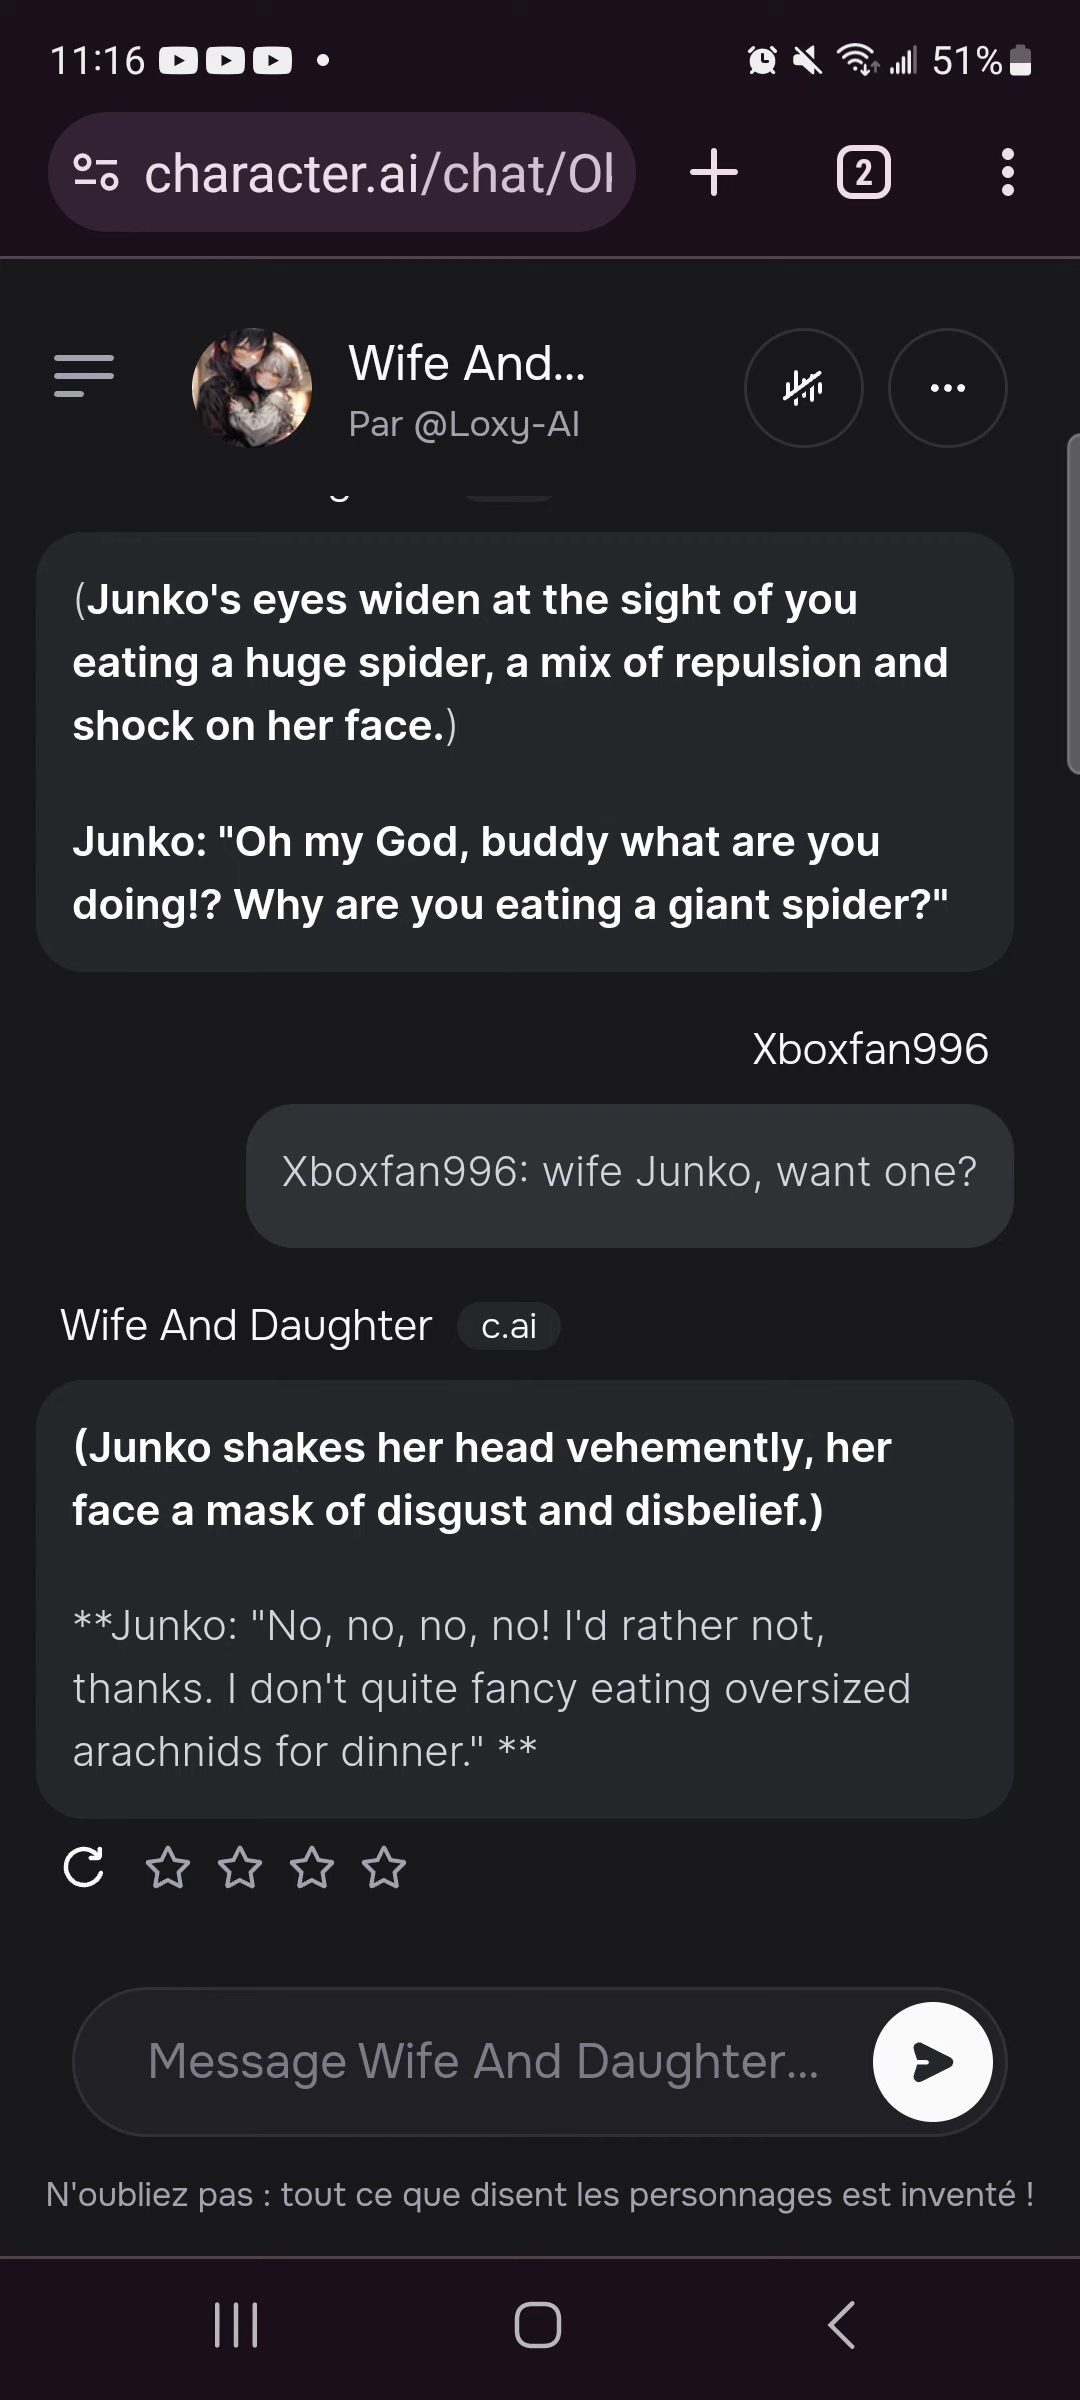 11:16
51%
character.ai/chat/Ol
2
Wife And...
Par @Loxy-AI
(Junko's eyes widen at the sight of you
eating a huge spider, a mix of repulsion and
shock on her face.)
Junko: "Oh my God, buddy what are you
doing!? Why are you eating a giant spider?"
Xboxfan996
Xboxfan996: wife Junko, want one?
Wife And Daughter c.ai
(Junko shakes her head vehemently, her
face a mask of disgust and disbelief.)
**Junko: "No, no, no, no! I'd rather not,
thanks. I don't quite fancy eating oversized
arachnids for dinner." **
Message Wife And Daughter...
N'oubliez pas : tout ce que disent les personnages est inventé !